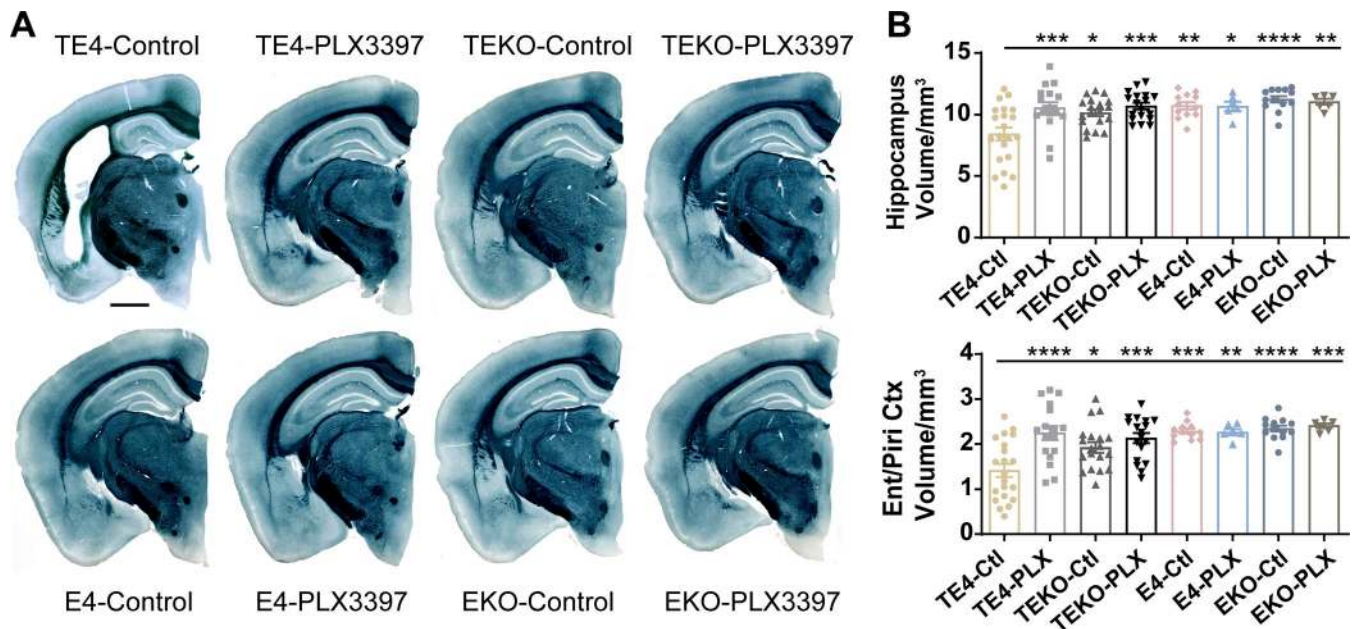 A
TE4-Control TE4-PLX3397 TEKO-Control TEKO-PLX3397
E4-Control E4-PLX3397 EKO-Control EKO-PLX3397
B
*** * *** ** * **** **
Hippocampus
Volume/mm³
15
10
5
0
TE4-Ctl TE4-PLX TEKO-Ctl TEKO-PLX E4-Ctl E4-PLX EKO-Ctl EKO-PLX
**** * *** *** ** **** ***
Ent/Piri Ctx
Volume/mm³
4
3
2
1
0
TE4-Ctl TE4-PLX TEKO-Ctl TEKO-PLX E4-Ctl E4-PLX EKO-Ctl EKO-PLX